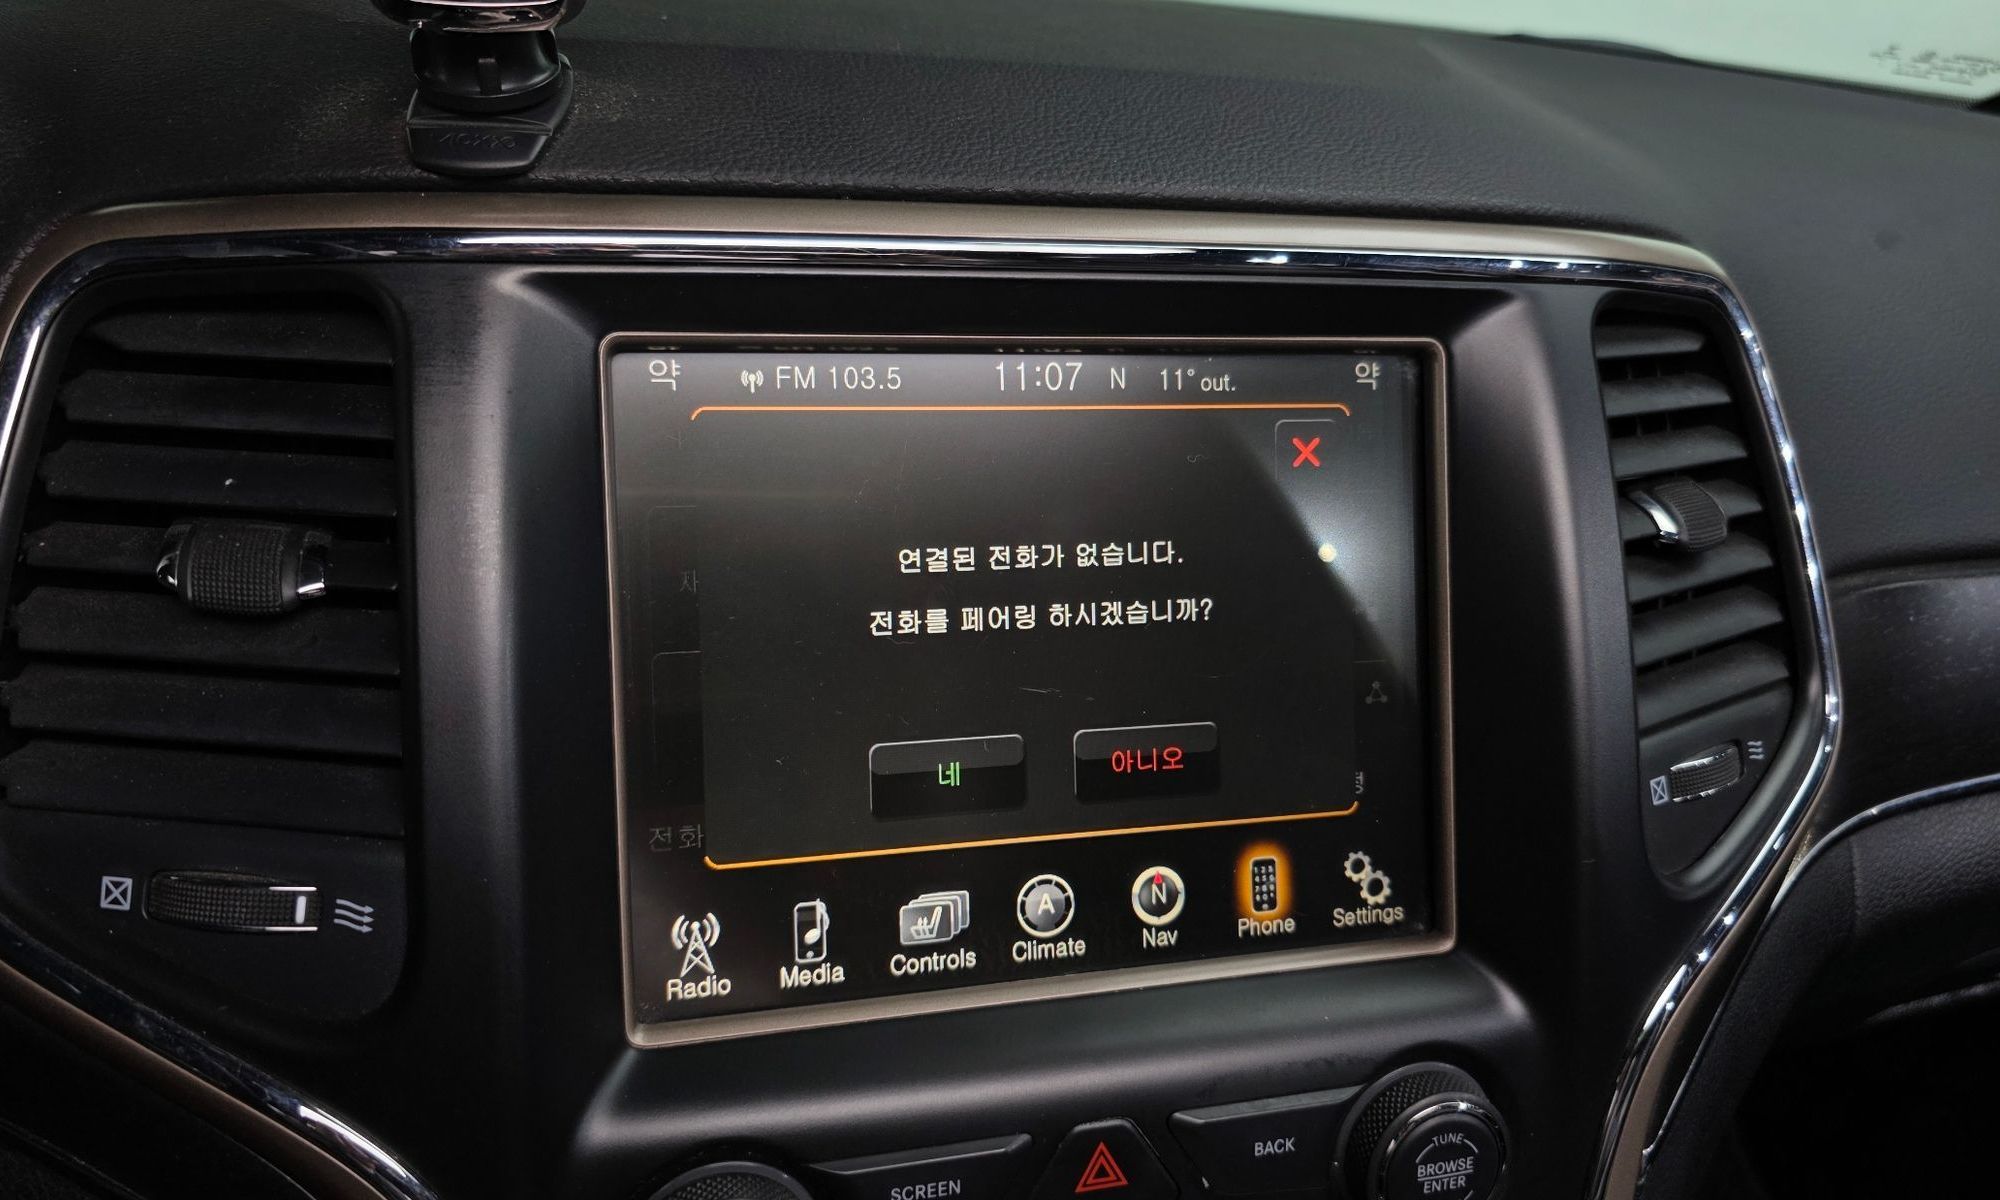 약 FM 103.5 11:07 N 11° out. 약
연결된 전화가 없습니다.
전화를 페어링 하시겠습니까?
네 아니오
전화
Radio Media Controls Climate Nav Phone Settings
SCREEN BACK
TUNE
BROWSE
ENTER